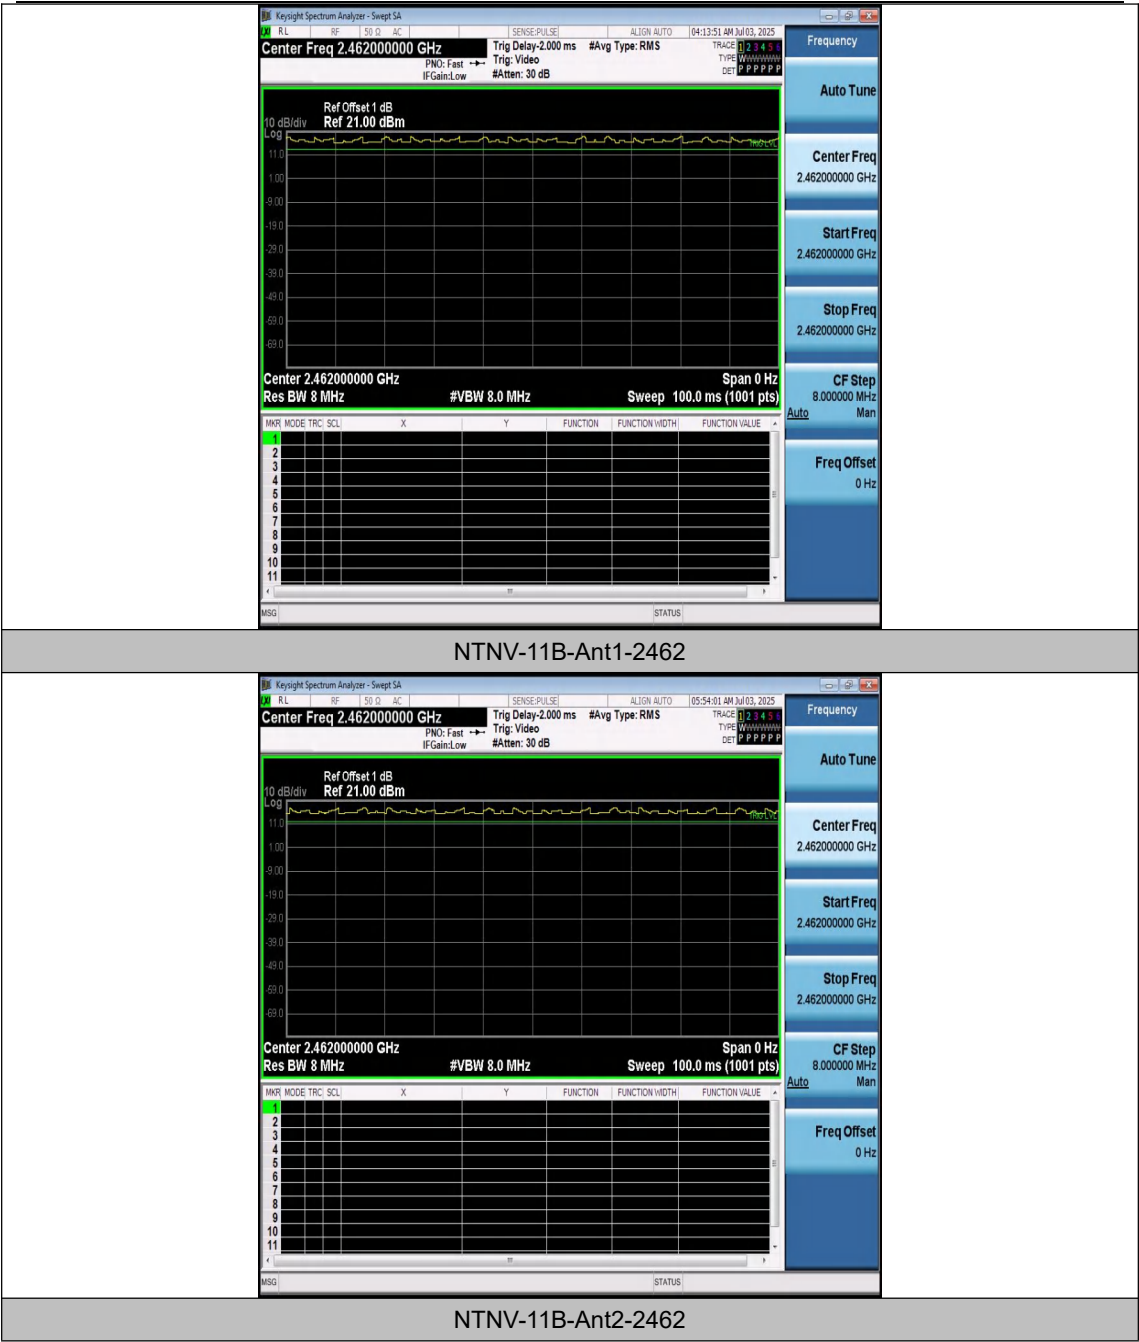 Keysight Spectrum Analyzer - Swept SA
RL RF 50 Ω AC SENSE:PULSE ALIGN AUTO 04:13:51 AM Jul 03, 2025
Center Freq 2.462000000 GHz
Trig Delay-2.000 ms #Avg Type: RMS
TRACE 1 2 3 4 5 6
PNO: Fast Trig: Video
TYPE WWWWWW
IFGain:Low #Atten: 30 dB
DET P P P P P P
Ref Offset 1 dB
10 dB/div Ref 21.00 dBm
Log
TRIG LVL
11.0
1.00
-9.00
-19.0
-29.0
-39.0
-49.0
-59.0
-69.0
Center 2.462000000 GHz Span 0 Hz
Res BW 8 MHz #VBW 8.0 MHz Sweep 100.0 ms (1001 pts)
MKR MODE TRC SCL X Y FUNCTION FUNCTION WIDTH FUNCTION VALUE
1
2
3
4
5
6
7
8
9
10
11
MSG STATUS
Frequency
Auto Tune
Center Freq
2.462000000 GHz
Start Freq
2.462000000 GHz
Stop Freq
2.462000000 GHz
CF Step
8.000000 MHz
Auto Man
Freq Offset
0 Hz
NTNV-11B-Ant1-2462
Keysight Spectrum Analyzer - Swept SA
RL RF 50 Ω AC SENSE:PULSE ALIGN AUTO 05:54:01 AM Jul 03, 2025
Center Freq 2.462000000 GHz
Trig Delay-2.000 ms #Avg Type: RMS
TRACE 1 2 3 4 5 6
PNO: Fast Trig: Video
TYPE WWWWWW
IFGain:Low #Atten: 30 dB
DET P P P P P P
Ref Offset 1 dB
10 dB/div Ref 21.00 dBm
Log
TRIG LVL
11.0
1.00
-9.00
-19.0
-29.0
-39.0
-49.0
-59.0
-69.0
Center 2.462000000 GHz Span 0 Hz
Res BW 8 MHz #VBW 8.0 MHz Sweep 100.0 ms (1001 pts)
MKR MODE TRC SCL X Y FUNCTION FUNCTION WIDTH FUNCTION VALUE
1
2
3
4
5
6
7
8
9
10
11
MSG STATUS
Frequency
Auto Tune
Center Freq
2.462000000 GHz
Start Freq
2.462000000 GHz
Stop Freq
2.462000000 GHz
CF Step
8.000000 MHz
Auto Man
Freq Offset
0 Hz
NTNV-11B-Ant2-2462